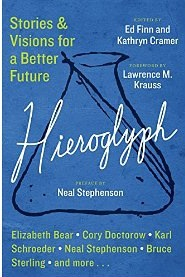 Stories &
Visions for
a Better
Future
EDITED BY
Ed Finn and
Kathryn Cramer
FOREWORD BY
Lawrence M.
Krauss
Hieroglyph
PREFACE BY
Neal Stephenson
Elizabeth Bear • Cory Doctorow • Karl
Schroeder • Neal Stephenson • Bruce
Sterling • and more . . .